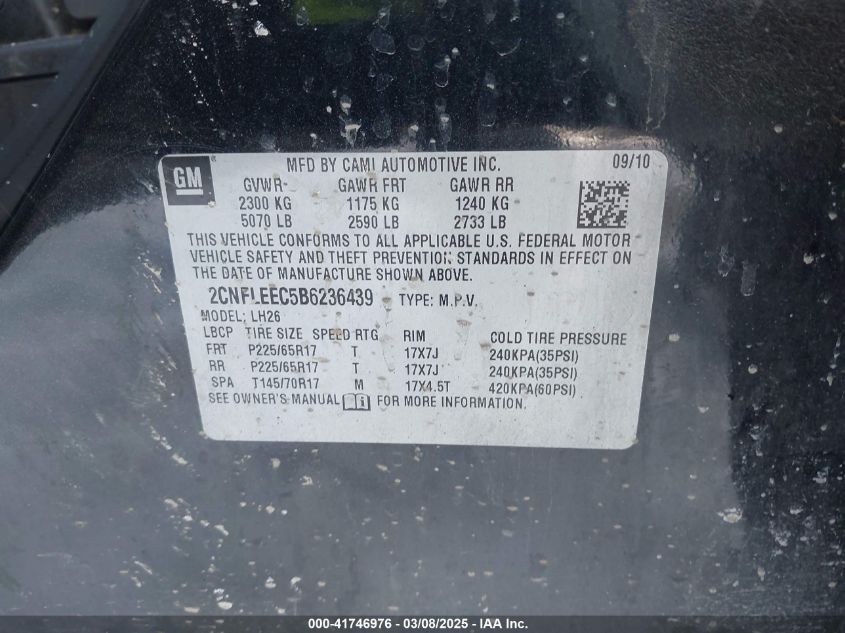 GM
MFD BY CAMI AUTOMOTIVE INC. 09/10
GVWR GAWR FRT GAWR RR
2300 KG 1175 KG 1240 KG
5070 LB 2590 LB 2733 LB
THIS VEHICLE CONFORMS TO ALL APPLICABLE U.S. FEDERAL MOTOR
VEHICLE SAFETY AND THEFT PREVENTION STANDARDS IN EFFECT ON
THE DATE OF MANUFACTURE SHOWN ABOVE.
2CNFLEEC5B6236439 TYPE: M.P.V.
MODEL: LH26
LBCP TIRE SIZE SPEED RTG RIM COLD TIRE PRESSURE
FRT P225/65R17 T 17X7J 240KPA(35PSI)
RR P225/65R17 T 17X7J 240KPA(35PSI)
SPA T145/70R17 M 17X4.5T 420KPA(60PSI)
SEE OWNER'S MANUAL i FOR MORE INFORMATION.
000-41746976 - 03/08/2025 - IAAI.com